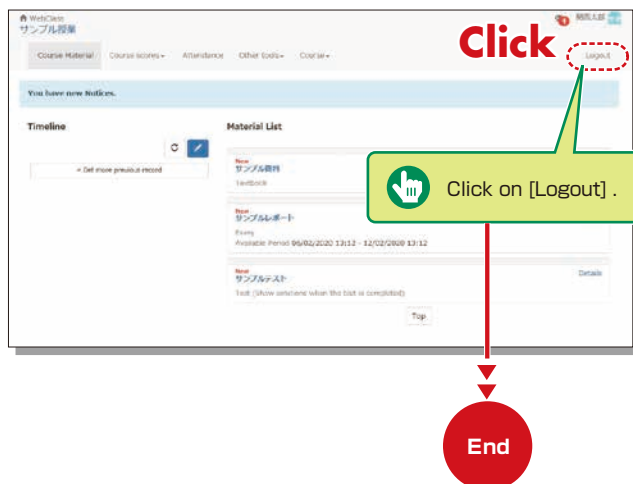 WebClass
サンプル授業
Course Material Course scores Attendance Other tools Course Logout
Click
You have new Notices.
Timeline
Material List
» Get more previous record
New
サンプル教材
Textbook
Click on [Logout] .
New
サンプルレポート
Essay
Available Period 06/02/2020 13:12 - 12/02/2020 13:12
New
サンプルテスト
Details
Test (Show solutions when the test is completed)
Top
End